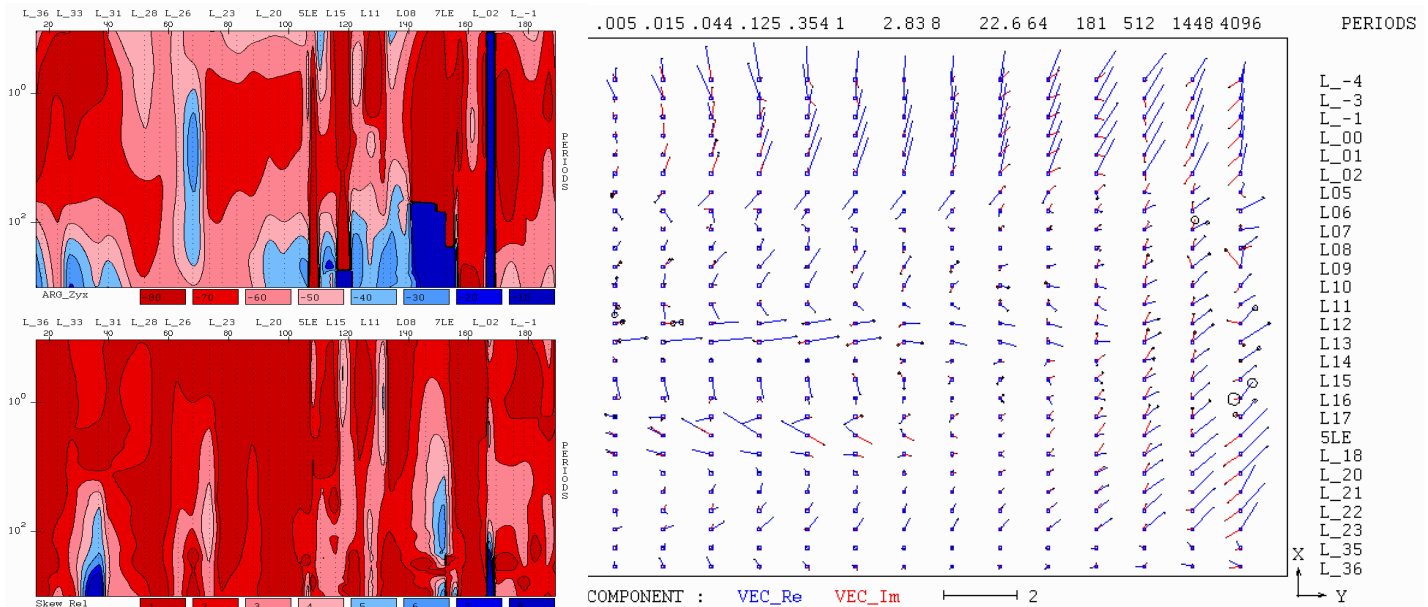 L_36 L_33 L_31 L_28 L_26 L_23 L_20 5LE L15 L11 L08 7LE L_02 L_-1
20 40 60 80 100 120 140 160 180
10⁰
10²
PERIODS
ARG_Zyx -80 -70 -60 -50 -40 -30 -20
L_36 L_33 L_31 L_28 L_26 L_23 L_20 5LE L15 L11 L08 7LE L_02 L_-1
20 40 60 80 100 120 140 160 180
10⁰
10²
PERIODS
Skew Rel
.005 .015 .044 .125 .354 1 2.83 8 22.6 64 181 512 1448 4096 PERIODS
L_-4
L_-3
L_-1
L_00
L_01
L_02
L05
L06
L07
L08
L09
L10
L11
L12
L13
L14
L15
L16
L17
5LE
L_18
L_20
L_21
L_22
L_23
L_35
L_36
X
Y
COMPONENT : VEC_Re VEC_Im 2